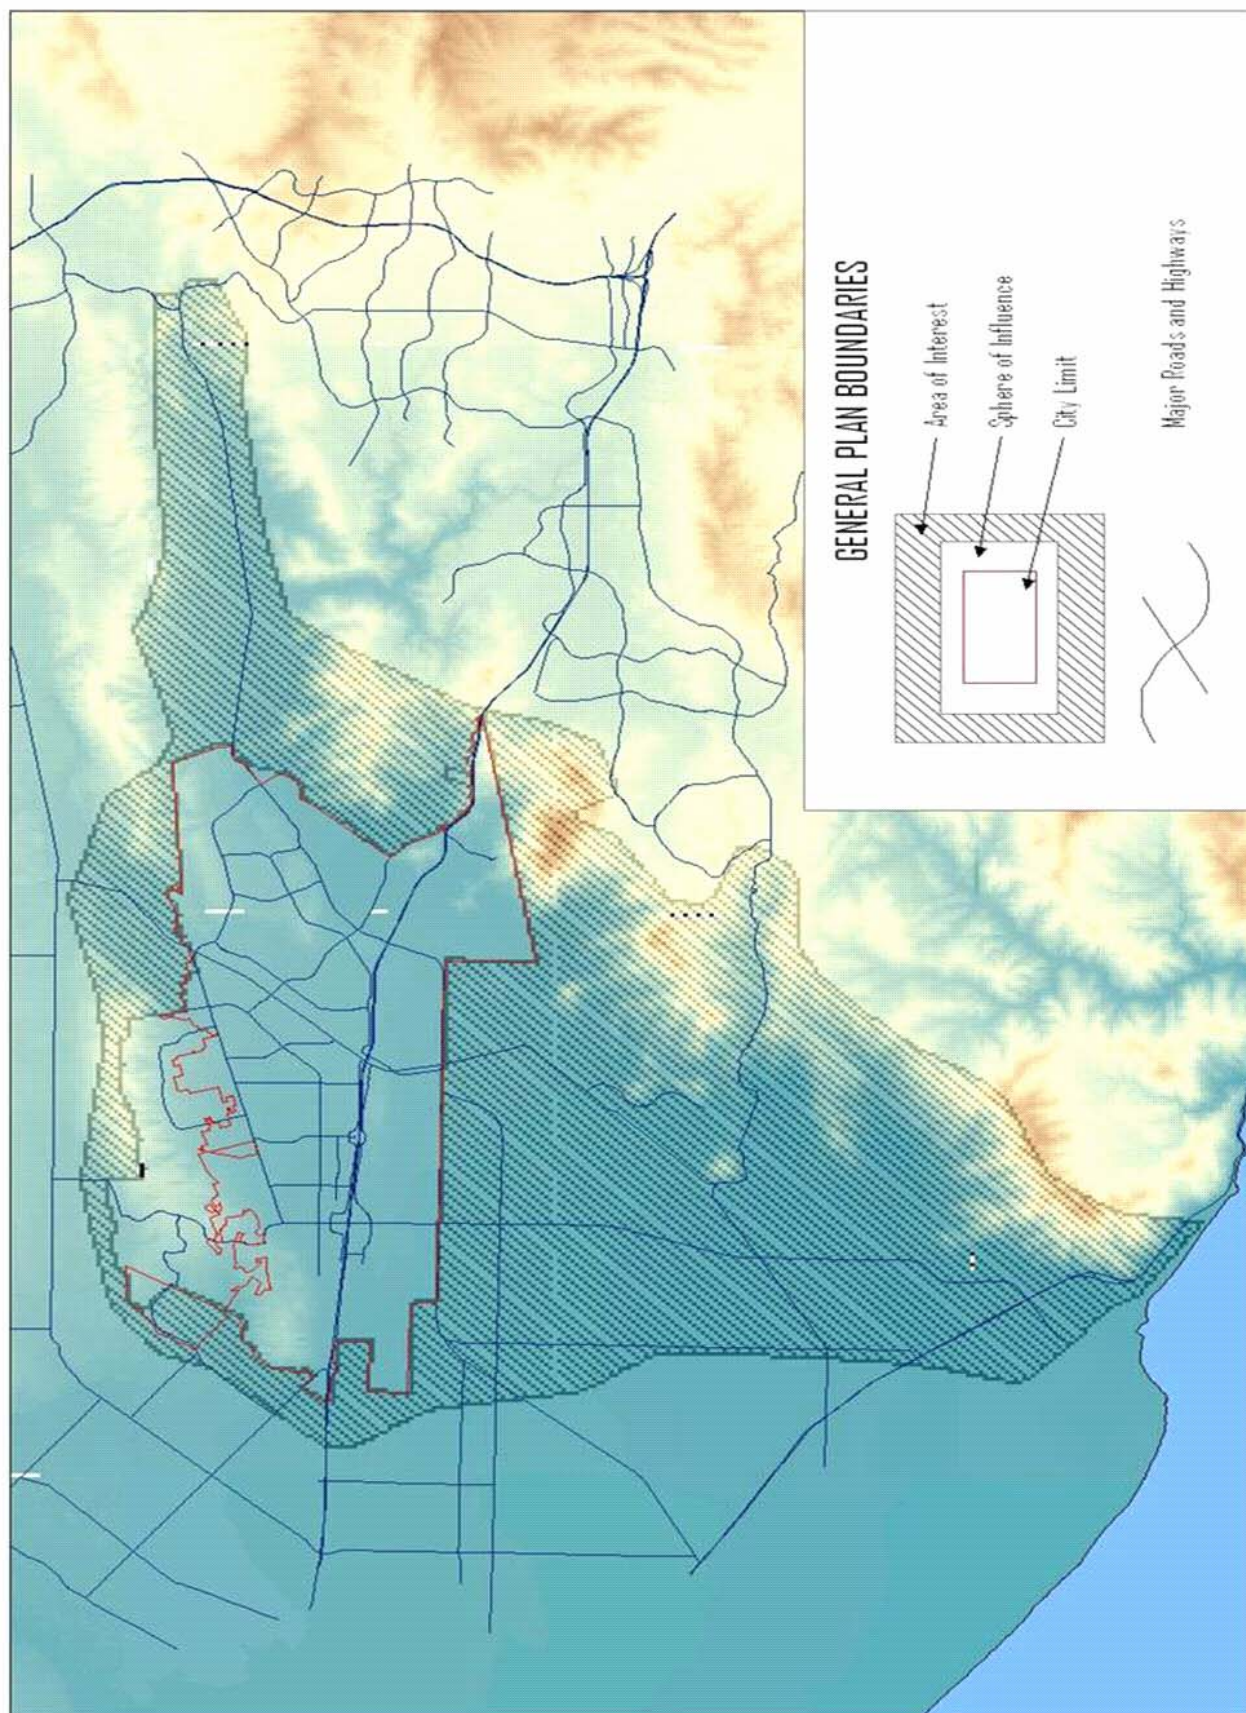 GENERAL PLAN BOUNDARIES
Area of Interest
Sphere of Influence
City Limit
Major Roads and Highways